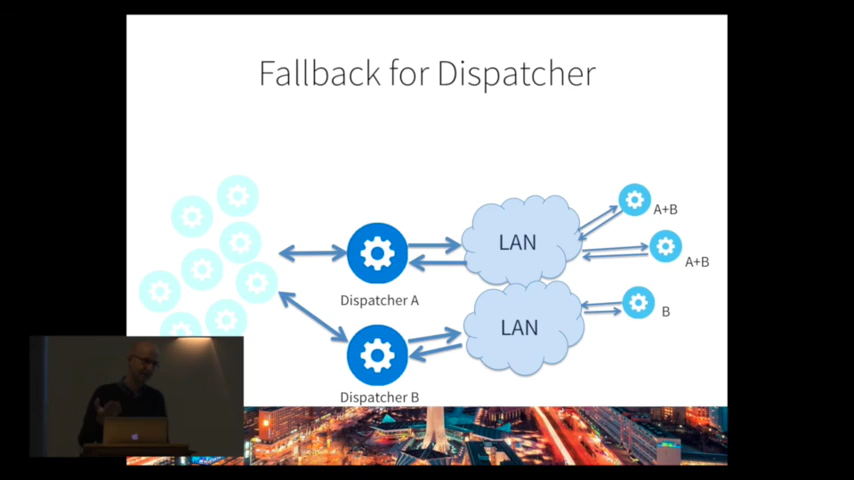 Fallback for Dispatcher
LAN
A+B
A+B
Dispatcher A
LAN
B
Dispatcher B